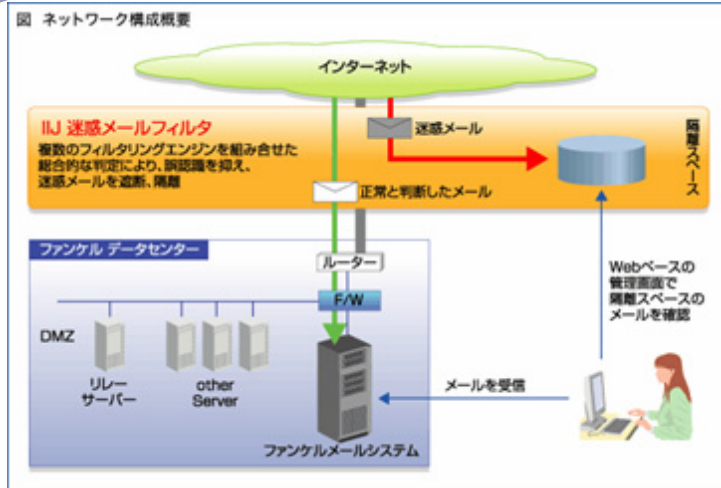 図 ネットワーク構成概要
インターネット
IIJ 迷惑メールフィルタ
複数のフィルタリングエンジンを組み合せた
総合的な判定により、誤認識を抑え、
迷惑メールを遮断、隔離
迷惑メール
隔離スペース
正常と判断したメール
ファンケル データセンター
ルーター
F/W
DMZ
リレー
サーバー
other
Server
ファンケルメールシステム
Webベースの
管理画面で
隔離スペースの
メールを確認
メールを受信